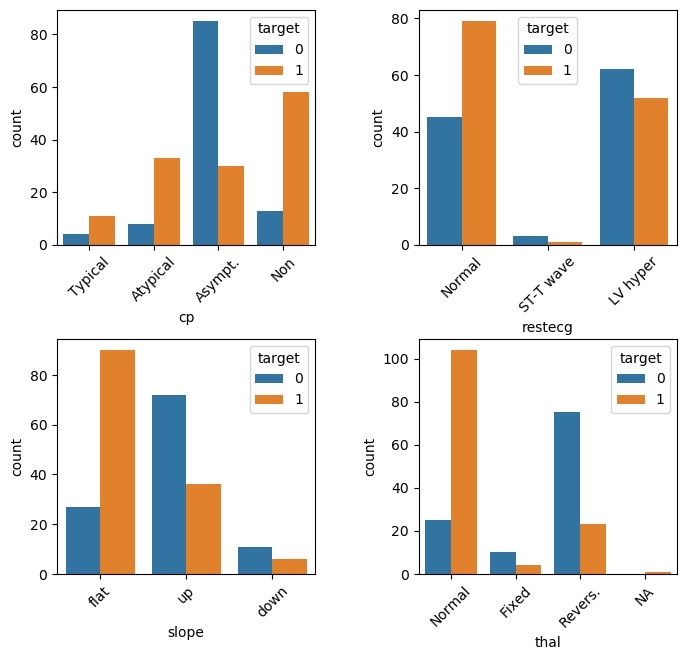 target
0
1
80
60
40
20
0
count
Typical
Atypical
Asympt.
Non
cp
target
0
1
80
60
40
20
0
count
Normal
ST-T wave
LV hyper
restecg
target
0
1
80
60
40
20
0
count
flat
up
down
slope
target
0
1
100
80
60
40
20
0
count
Normal
Fixed
Revers.
NA
thal